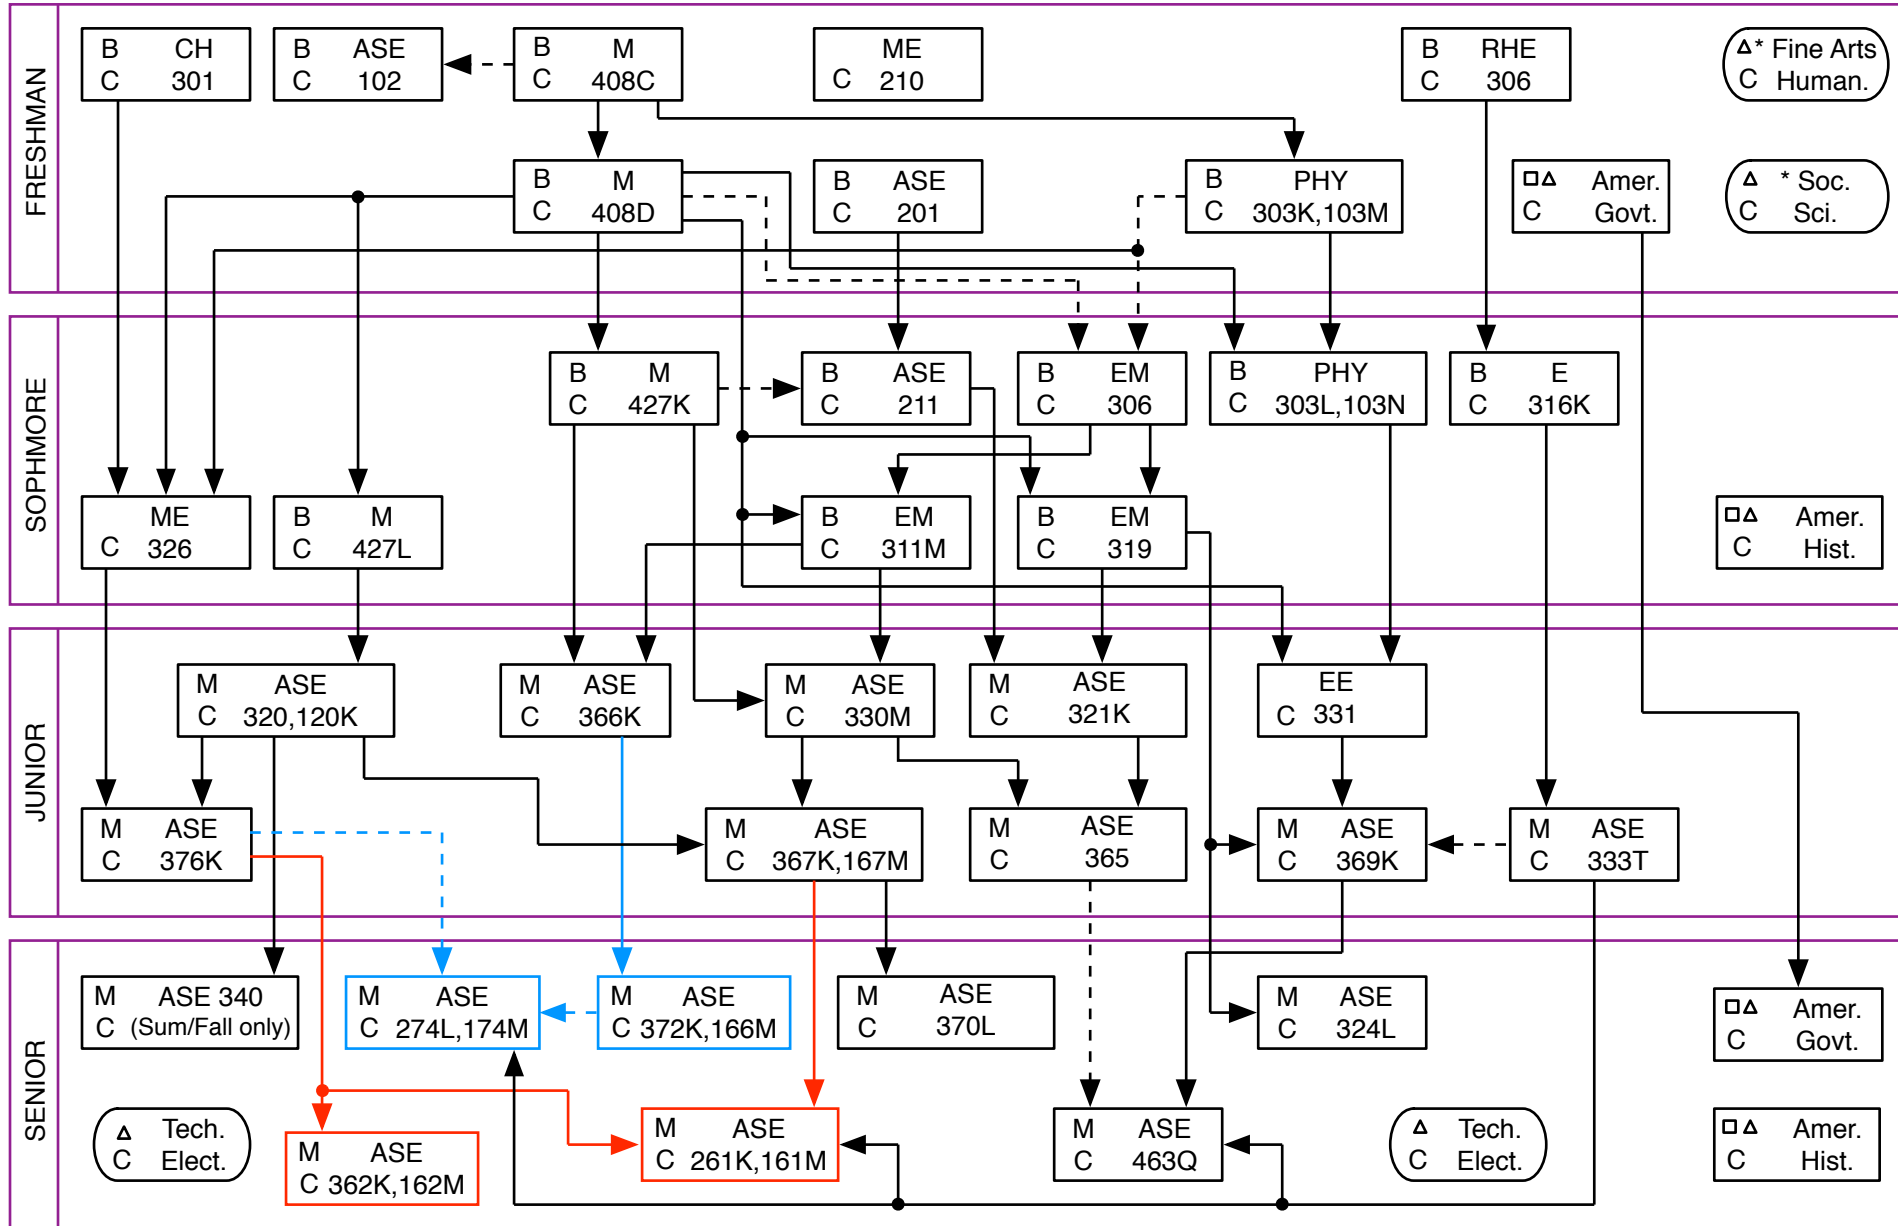 FRESHMAN
B CH
C 301
B ASE
C 102
B M
C 408C
ME
C 210
B RHE
C 306
Δ* Fine Arts
C Human.
B M
C 408D
B ASE
C 201
B PHY
C 303K,103M
□Δ Amer.
C Govt.
Δ * Soc.
C Sci.
SOPHMORE
B M
C 427K
B ASE
C 211
B EM
C 306
B PHY
C 303L,103N
B E
C 316K
ME
C 326
B M
C 427L
B EM
C 311M
B EM
C 319
□Δ Amer.
C Hist.
JUNIOR
M ASE
C 320,120K
M ASE
C 366K
M ASE
C 330M
M ASE
C 321K
EE
C 331
M ASE
C 376K
M ASE
C 367K,167M
M ASE
C 365
M ASE
C 369K
M ASE
C 333T
SENIOR
M ASE 340
C (Sum/Fall only)
M ASE
C 274L,174M
M ASE
C 372K,166M
M ASE
C 370L
M ASE
C 324L
□Δ Amer.
C Govt.
Δ Tech.
C Elect.
M ASE
C 362K,162M
M ASE
C 261K,161M
M ASE
C 463Q
Δ Tech.
C Elect.
□Δ Amer.
C Hist.